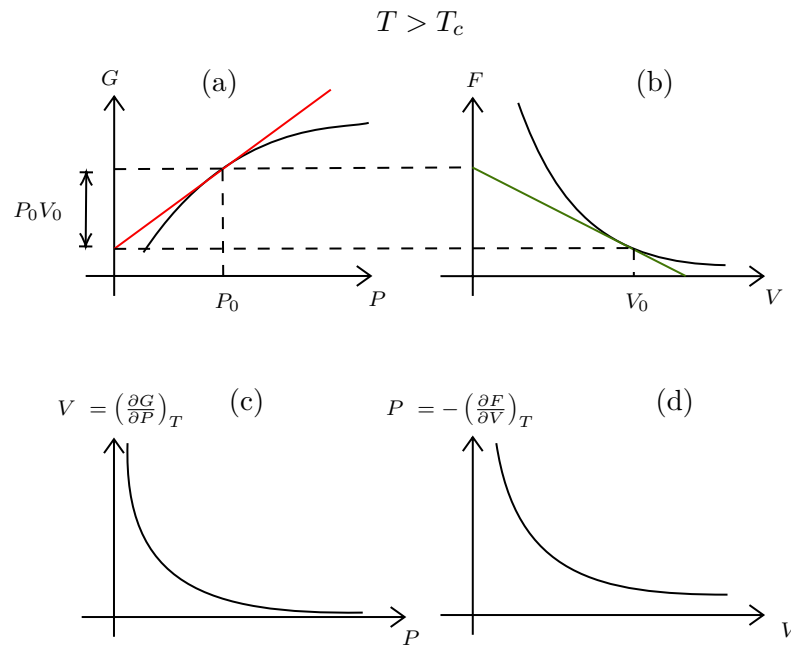 T > T_c
G (a) F (b)
P_0V_0
P_0 P V_0 V
V = (∂G/∂P)_T (c) P = −(∂F/∂V)_T (d)
P V